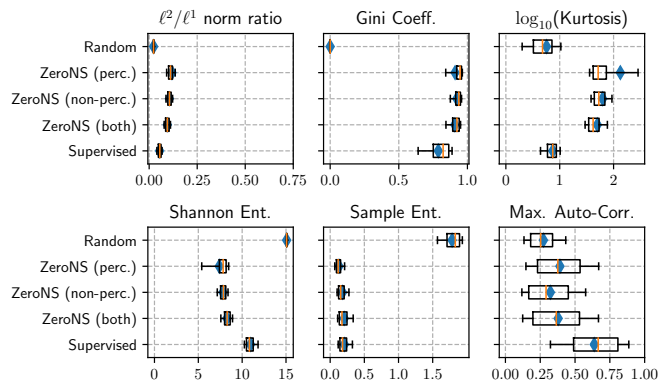 ℓ²/ℓ¹ norm ratio
Gini Coeff.
log₁₀(Kurtosis)
Random
ZeroNS (perc.)
ZeroNS (non-perc.)
ZeroNS (both)
Supervised
0.00 0.25 0.50 0.75
0.0 0.5 1.0
0 1 2
Shannon Ent.
Sample Ent.
Max. Auto-Corr.
Random
ZeroNS (perc.)
ZeroNS (non-perc.)
ZeroNS (both)
Supervised
0 5 10 15
0.0 0.5 1.0 1.5
0.00 0.25 0.50 0.75 1.00